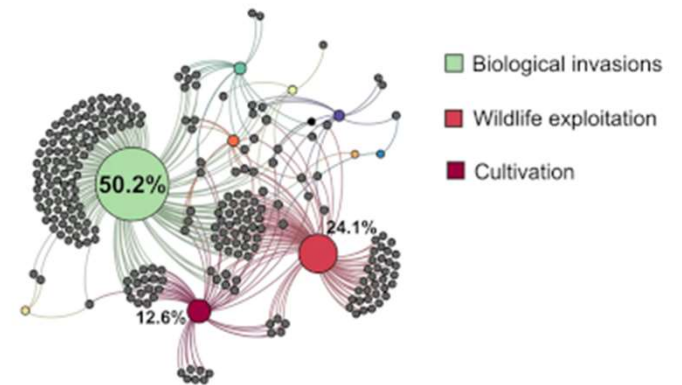 Biological invasions
Wildlife exploitation
Cultivation
50.2%
24.1%
12.6%